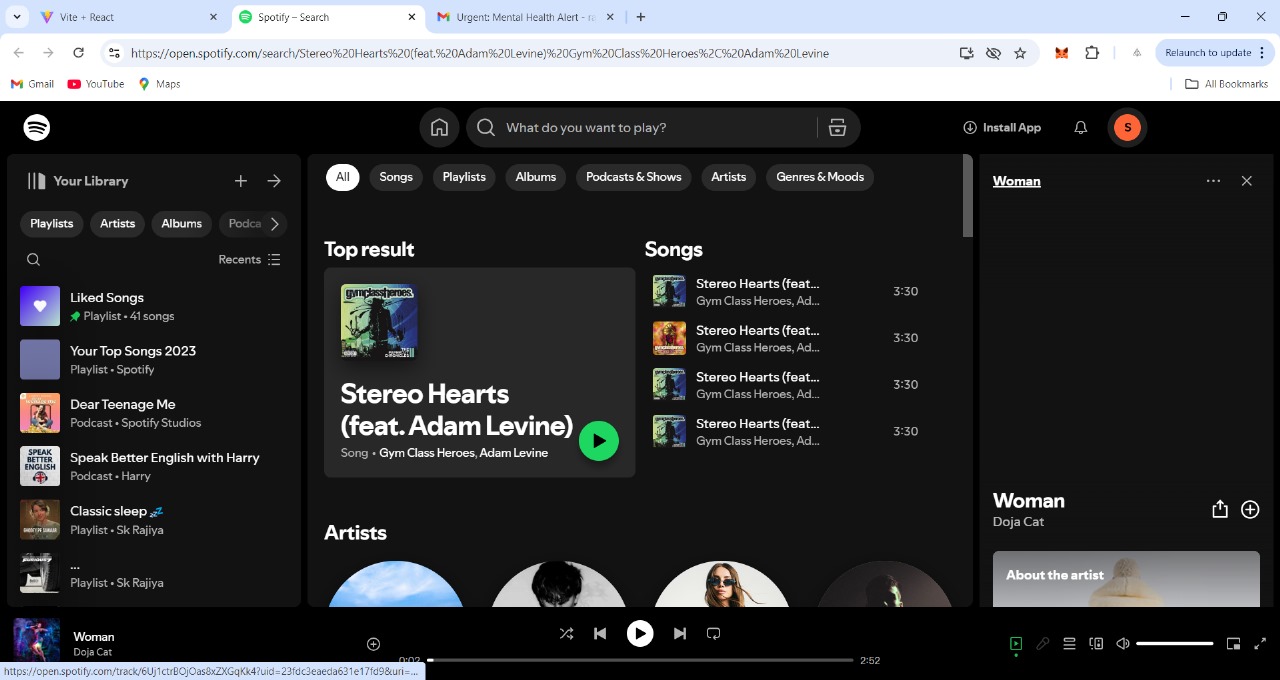 Vite + React
Spotify – Search
Urgent: Mental Health Alert -
https://open.spotify.com/search/Stereo%20Hearts%20(feat.%20Adam%20Levine)%20Gym%20Class%20Heroes%2C%20Adam%20Levine
Relaunch to update
Gmail
YouTube
Maps
All Bookmarks
What do you want to play?
Install App
S
Your Library
Playlists
Artists
Albums
Podca
Recents
Liked Songs
Playlist • 41 songs
Your Top Songs 2023
Playlist • Spotify
Dear Teenage Me
Podcast • Spotify Studios
SPEAK
BETTER
ENGLISH
Speak Better English with Harry
Podcast • Harry
Classic sleep 💤
Playlist • Sk Rajiya
...
Playlist • Sk Rajiya
All
Songs
Playlists
Albums
Podcasts & Shows
Artists
Genres & Moods
Top result
gymclassheroes.
Stereo Hearts
(feat. Adam Levine)
Song • Gym Class Heroes, Adam Levine
Songs
Stereo Hearts (feat...
Gym Class Heroes, Ad...
3:30
Stereo Hearts (feat...
Gym Class Heroes, Ad...
3:30
Stereo Hearts (feat...
Gym Class Heroes, Ad...
3:30
Stereo Hearts (feat...
Gym Class Heroes, Ad...
3:30
Artists
Woman
Woman
Doja Cat
About the artist
Woman
Doja Cat
0:02
2:52
https://open.spotify.com/track/6Uj1ctrBOjOas8xZXGqKk4?uid=23fdc3eaeda631e17fd9&uri=...